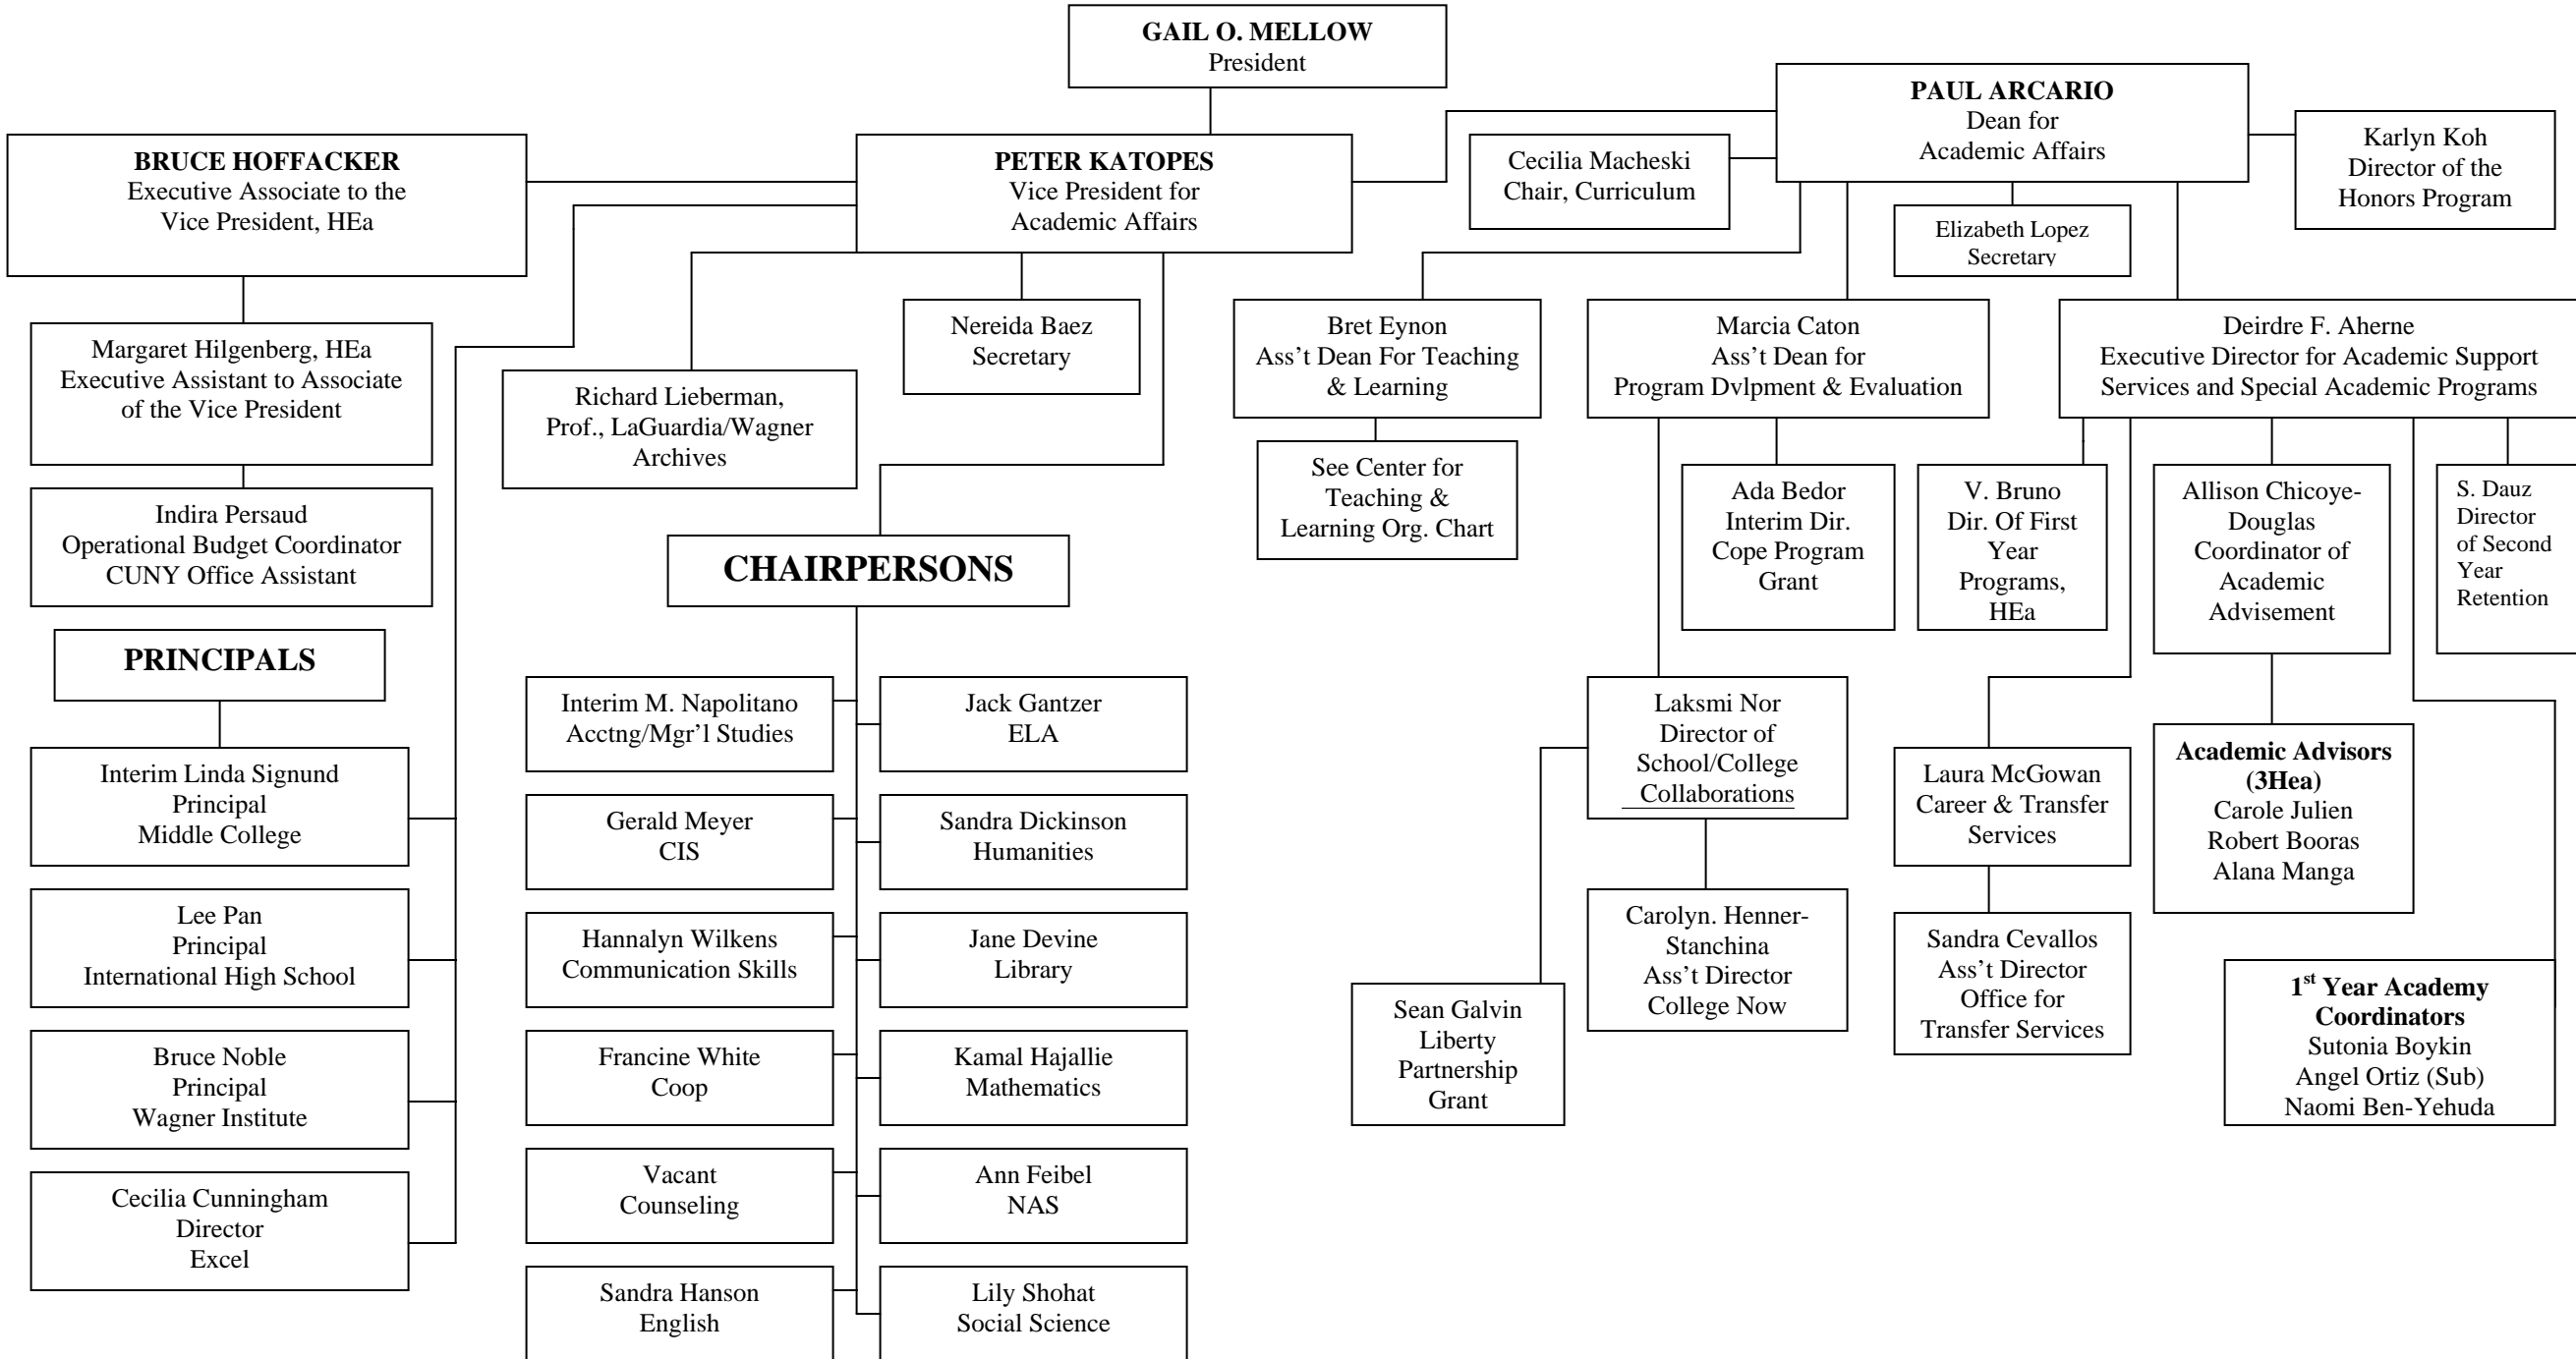 GAIL O. MELLOW
President
PAUL ARCARIO
Dean for
Academic Affairs
Karlyn Koh
Director of the
Honors Program
BRUCE HOFFACKER
Executive Associate to the
Vice President, HEa
PETER KATOPES
Vice President for
Academic Affairs
Cecilia Macheski
Chair, Curriculum
Elizabeth Lopez
Secretary
Margaret Hilgenberg, HEa
Executive Assistant to Associate
of the Vice President
Nereida Baez
Secretary
Richard Lieberman,
Prof., LaGuardia/Wagner
Archives
Bret Eynon
Ass't Dean For Teaching
& Learning
Marcia Caton
Ass't Dean for
Program Dvlpment & Evaluation
Deirdre F. Aherne
Executive Director for Academic Support
Services and Special Academic Programs
Indira Persaud
Operational Budget Coordinator
CUNY Office Assistant
See Center for
Teaching &
Learning Org. Chart
Ada Bedor
Interim Dir.
Cope Program
Grant
V. Bruno
Dir. Of First
Year
Programs,
HEa
Allison Chicoye-
Douglas
Coordinator of
Academic
Advisement
S. Dauz
Director
of Second
Year
Retention
PRINCIPALS
CHAIRPERSONS
Interim Linda Signund
Principal
Middle College
Lee Pan
Principal
International High School
Bruce Noble
Principal
Wagner Institute
Cecilia Cunningham
Director
Excel
Interim M. Napolitano
Acctng/Mgr'l Studies
Jack Gantzer
ELA
Gerald Meyer
CIS
Sandra Dickinson
Humanities
Hannalyn Wilkens
Communication Skills
Jane Devine
Library
Francine White
Coop
Kamal Hajallie
Mathematics
Vacant
Counseling
Ann Feibel
NAS
Sandra Hanson
English
Lily Shohat
Social Science
Laksmi Nor
Director of
School/College
Collaborations
Carolyn. Henner-
Stanchina
Ass't Director
College Now
Sean Galvin
Liberty
Partnership
Grant
Laura McGowan
Career & Transfer
Services
Sandra Cevallos
Ass't Director
Office for
Transfer Services
Academic Advisors
(3Hea)
Carole Julien
Robert Booras
Alana Manga
1st Year Academy
Coordinators
Sutonia Boykin
Angel Ortiz (Sub)
Naomi Ben-Yehuda